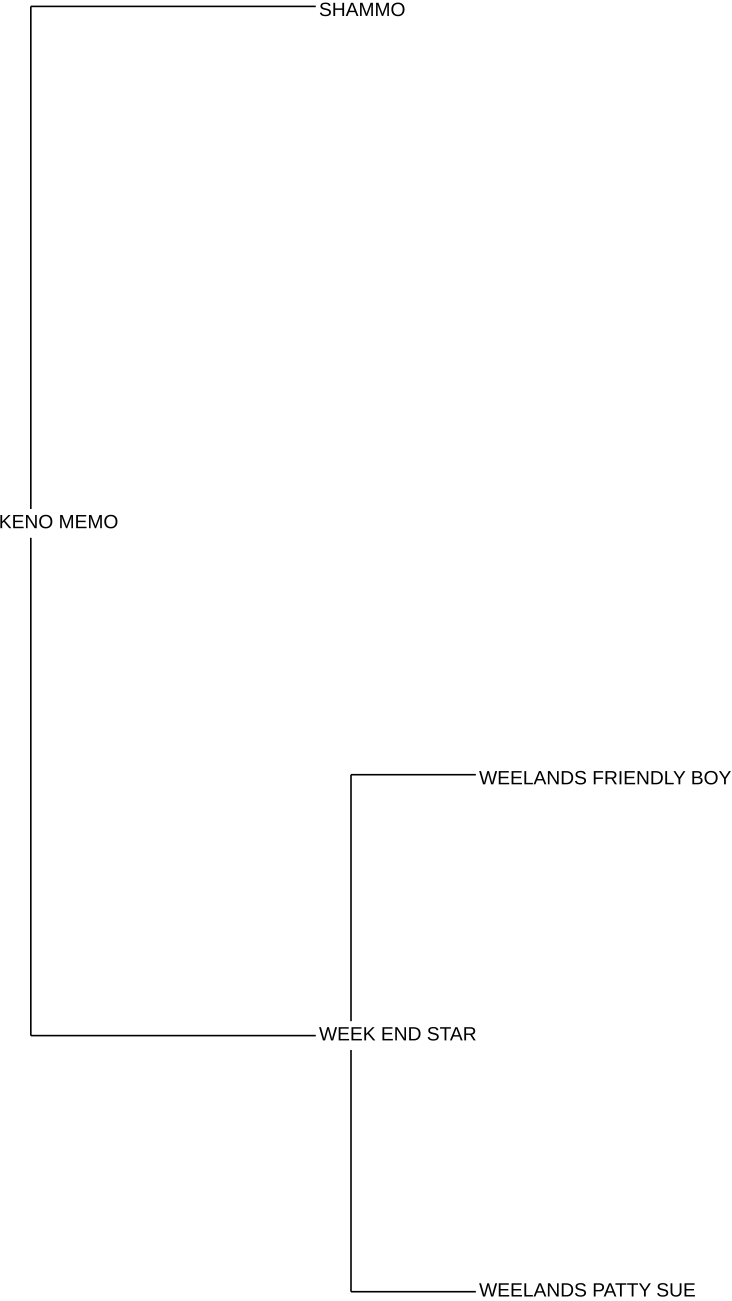 SHAMMO
KENO MEMO
WEELANDS FRIENDLY BOY
WEEK END STAR
WEELANDS PATTY SUE